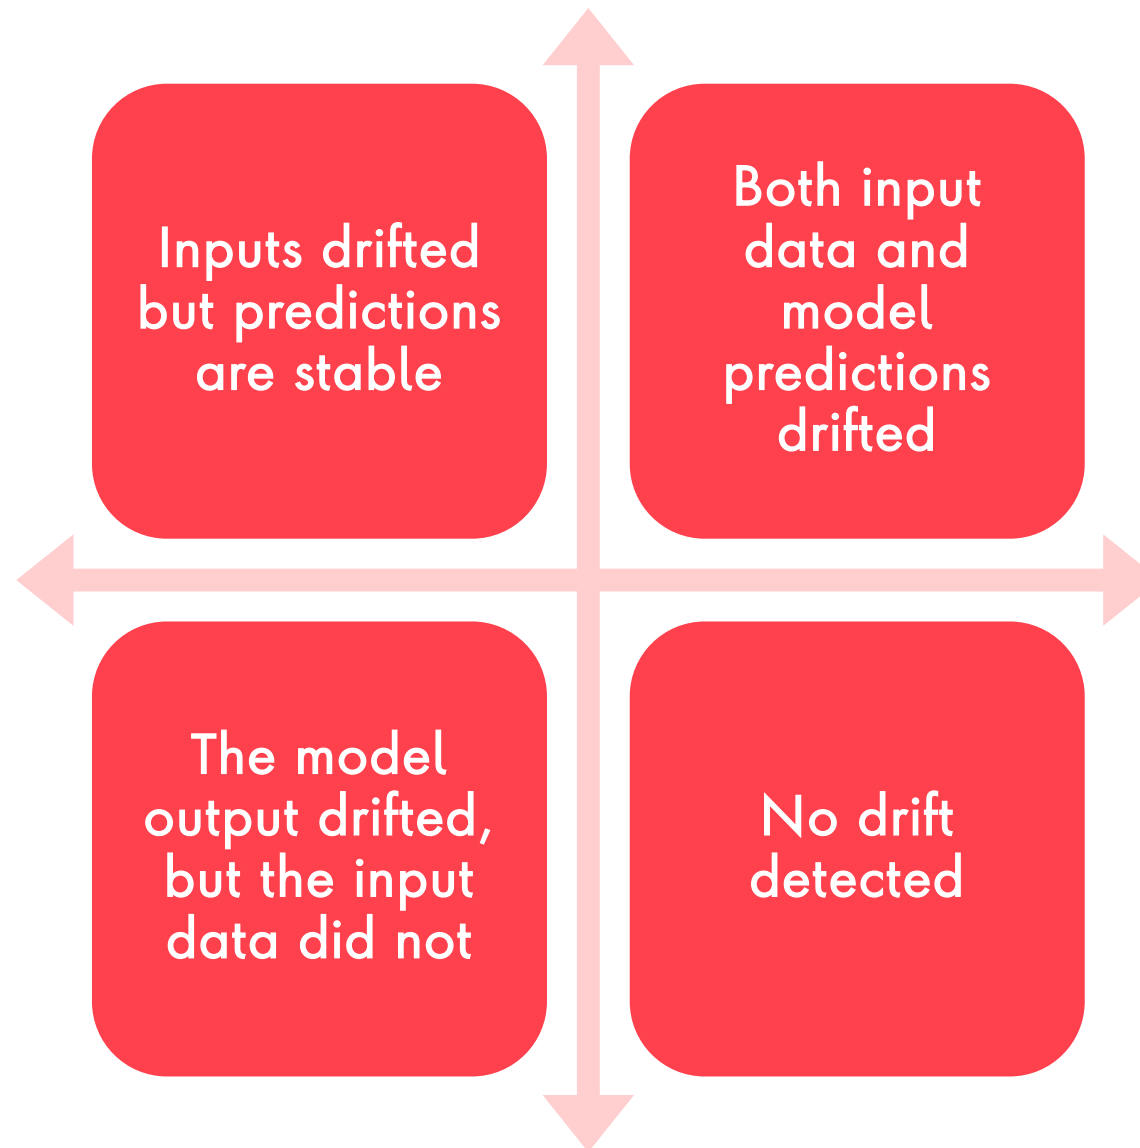 Inputs drifted
but predictions
are stable
Both input
data and
model
predictions
drifted
The model
output drifted,
but the input
data did not
No drift
detected